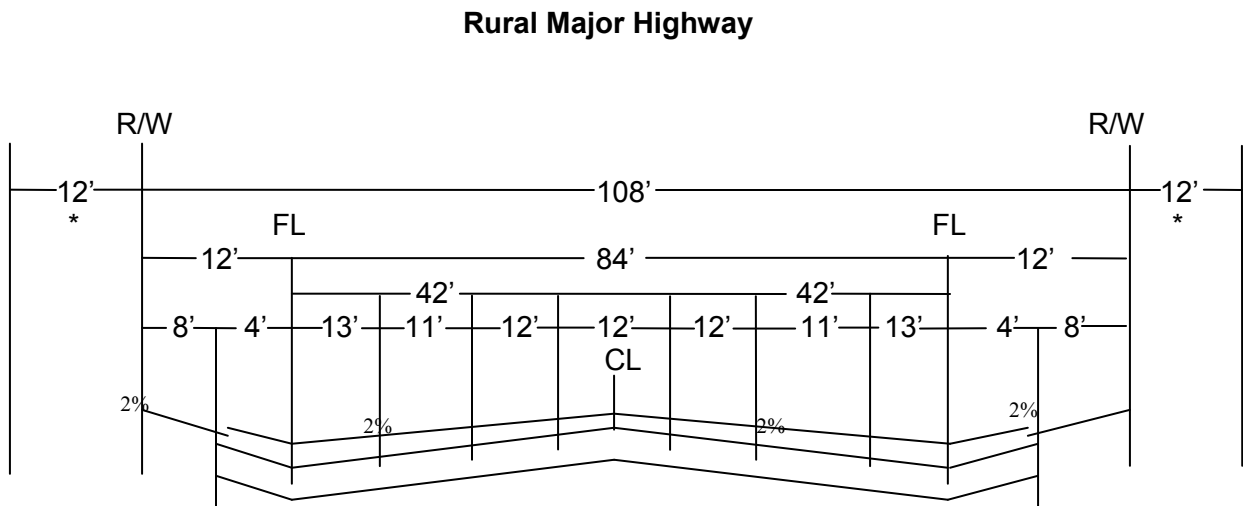 Rural Major Highway
R/W R/W
12’ 108’ 12’
* *
FL FL
12’ 84’ 12’
42’ 42’
8’ 4’ 13’ 11’ 12’ 12’ 12’ 11’ 13’ 4’ 8’
CL
2% 2% 2% 2%